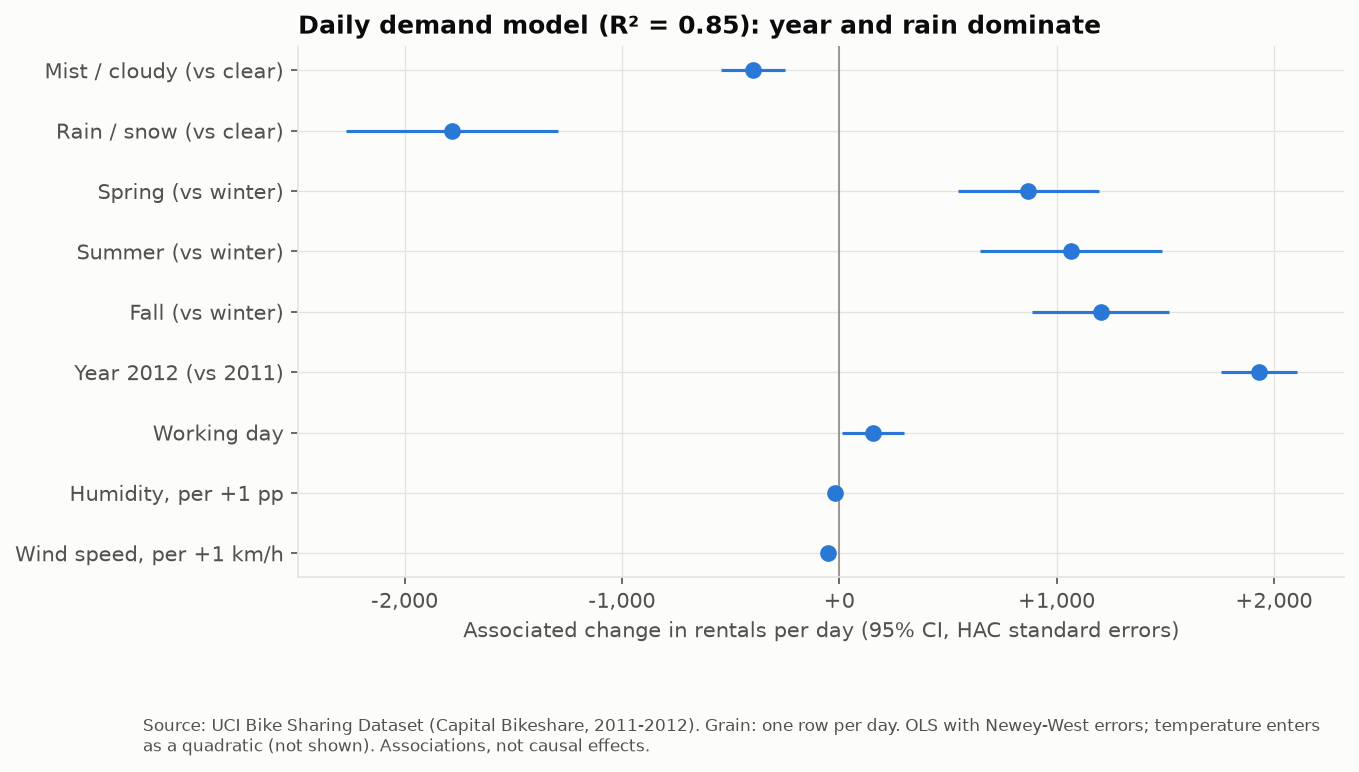 Daily demand model (R² = 0.85): year and rain dominate
Mist / cloudy (vs clear)
Rain / snow (vs clear)
Spring (vs winter)
Summer (vs winter)
Fall (vs winter)
Year 2012 (vs 2011)
Working day
Humidity, per +1 pp
Wind speed, per +1 km/h
-2,000 -1,000 +0 +1,000 +2,000
Associated change in rentals per day (95% CI, HAC standard errors)
Source: UCI Bike Sharing Dataset (Capital Bikeshare, 2011-2012). Grain: one row per day. OLS with Newey-West errors; temperature enters
as a quadratic (not shown). Associations, not causal effects.